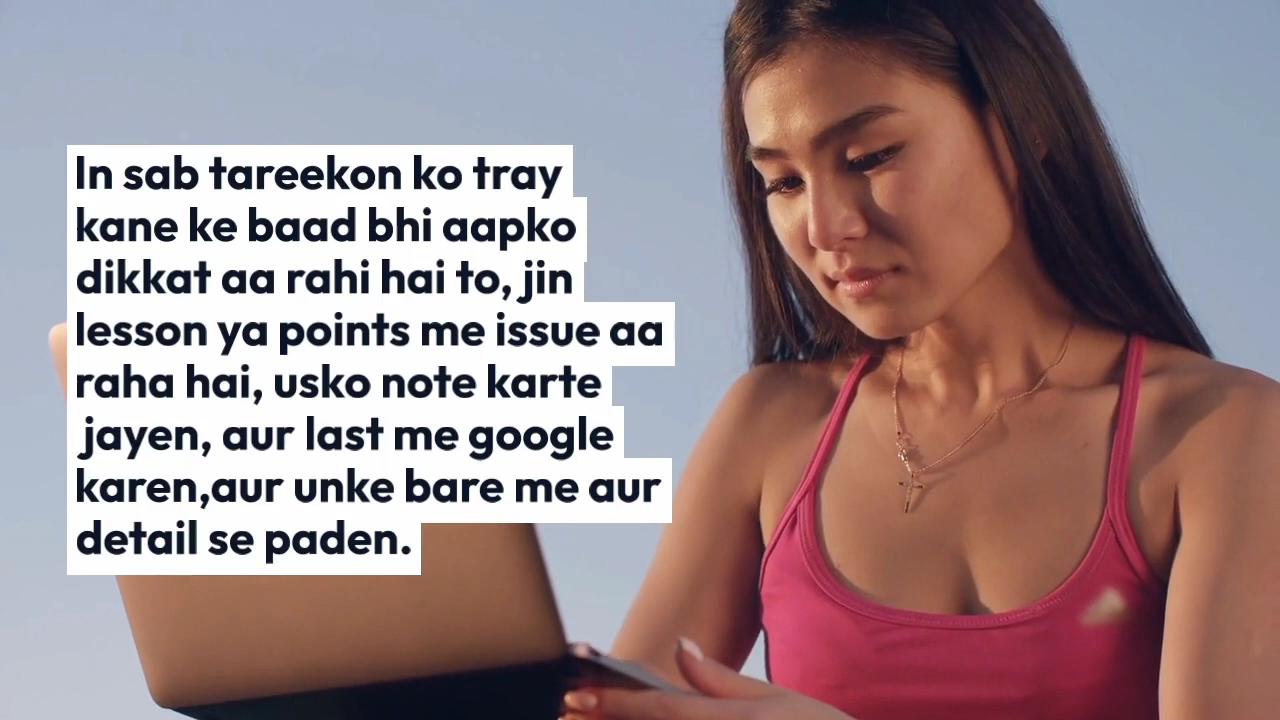 In sab tareekon ko tray
kane ke baad bhi aapko
dikkat aa rahi hai to, jin
lesson ya points me issue aa
raha hai, usko note karte
jayen, aur last me google
karen,aur unke bare me aur
detail se paden.